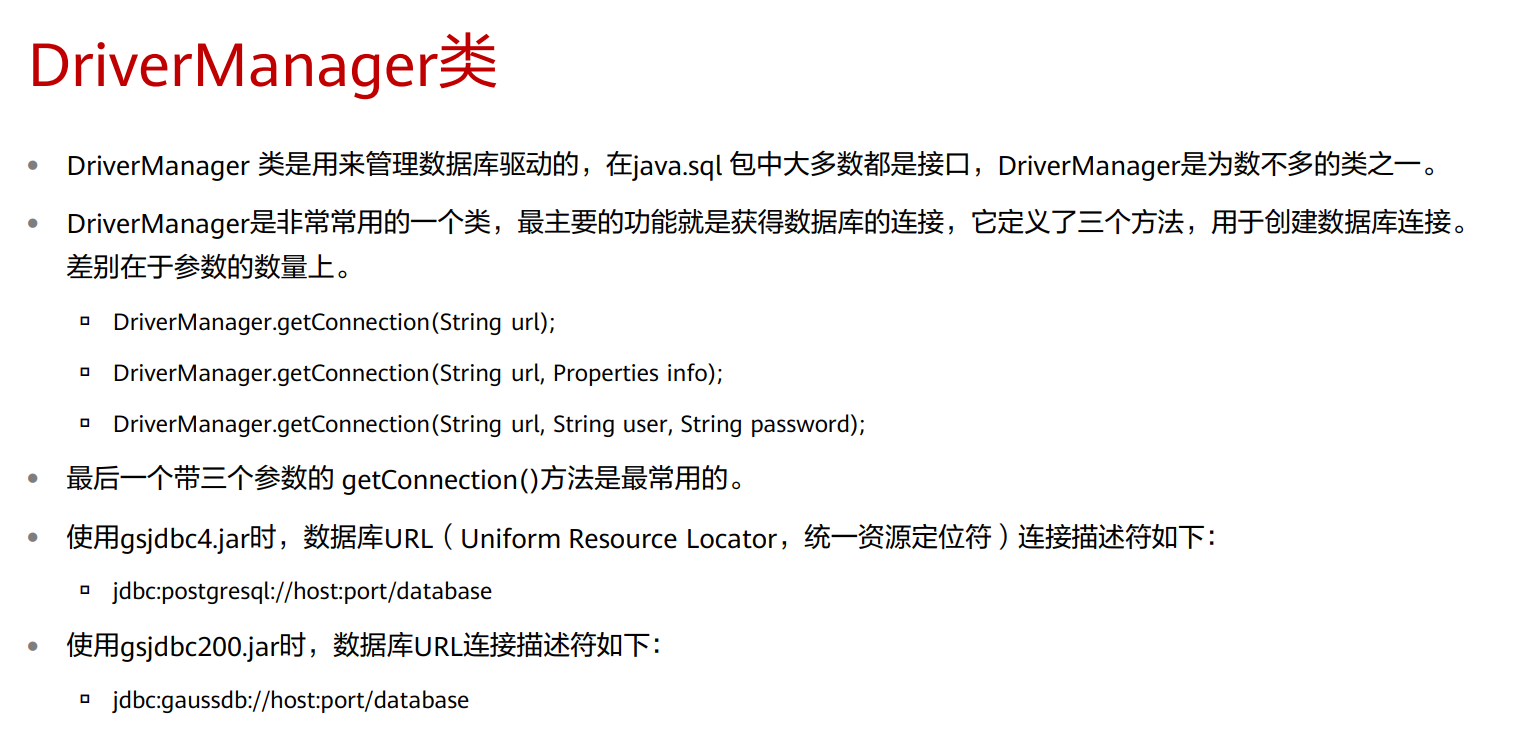 DriverManager类
• DriverManager 类是用来管理数据库驱动的，在java.sql 包中大多数都是接口，DriverManager是为数不多的类之一。
• DriverManager是非常常用的一个类，最主要的功能就是获得数据库的连接，它定义了三个方法，用于创建数据库连接。
差别在于参数的数量上。
▫ DriverManager.getConnection(String url);
▫ DriverManager.getConnection(String url, Properties info);
▫ DriverManager.getConnection(String url, String user, String password);
• 最后一个带三个参数的 getConnection()方法是最常用的。
• 使用gsjdbc4.jar时，数据库URL（Uniform Resource Locator，统一资源定位符）连接描述符如下：
▫ jdbc:postgresql://host:port/database
• 使用gsjdbc200.jar时，数据库URL连接描述符如下：
▫ jdbc:gaussdb://host:port/database